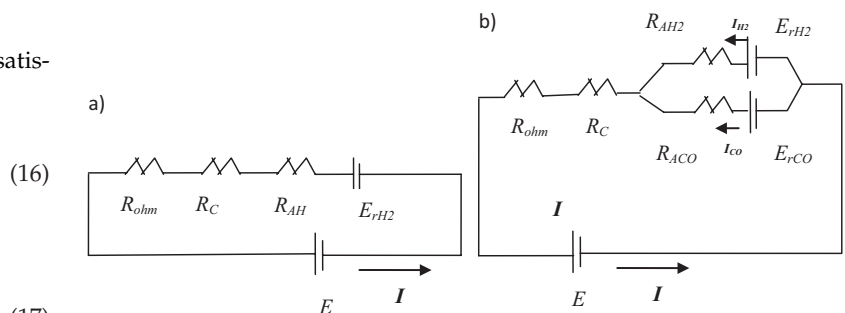 satis-
(16)
(17)
a)
R_ohm R_C R_AH E_rH2
E I
b)
R_AH2 I_H2 E_rH2
R_ohm R_C R_ACO I_CO E_rCO
I
E I